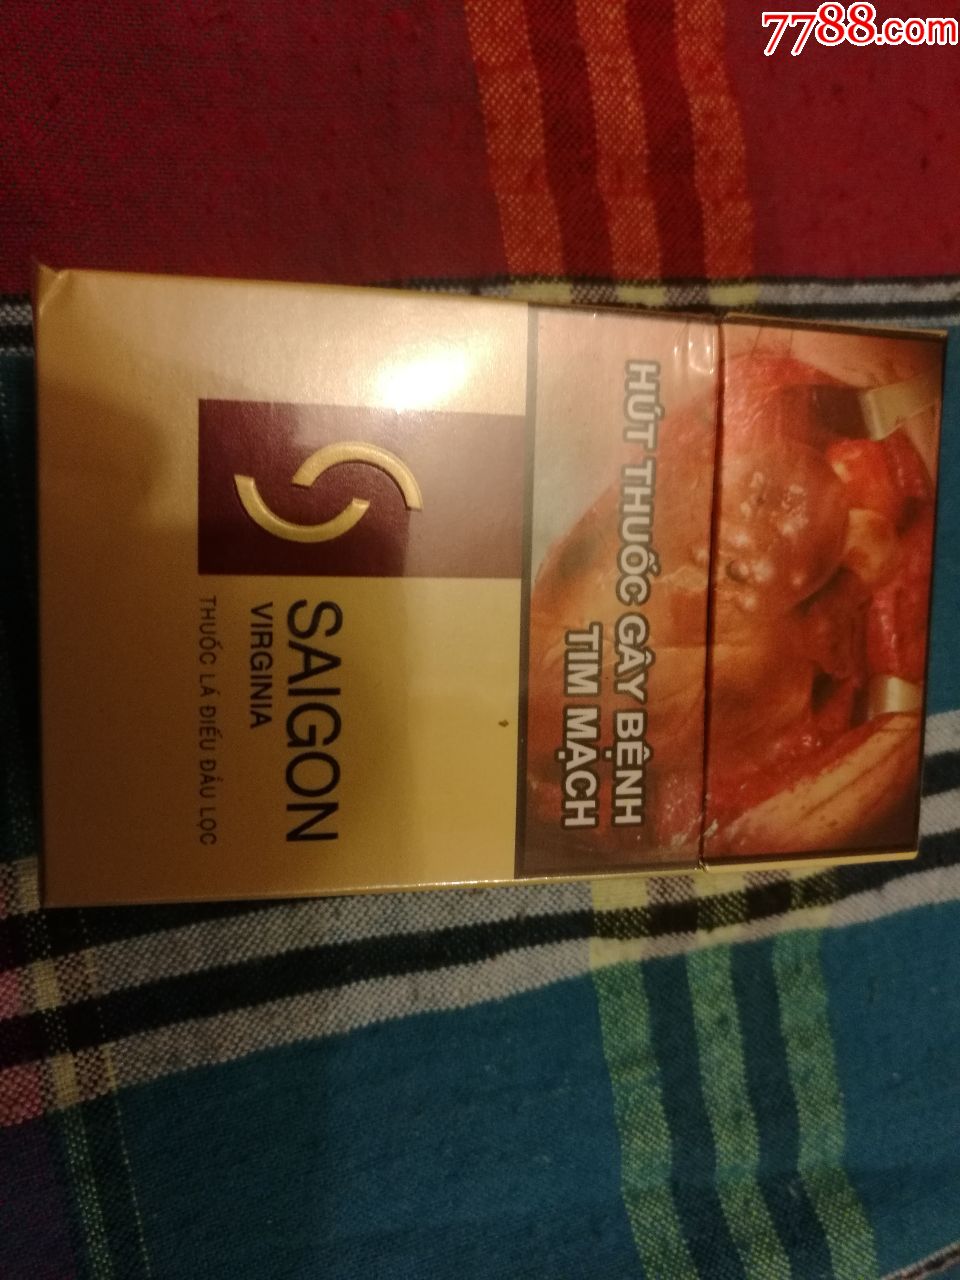 7788.com
HÚT THUỐC GÂY BỆNH
TIM MẠCH
SAIGON
VIRGINIA
THUỐC LÁ ĐIẾU ĐẦU LỌC